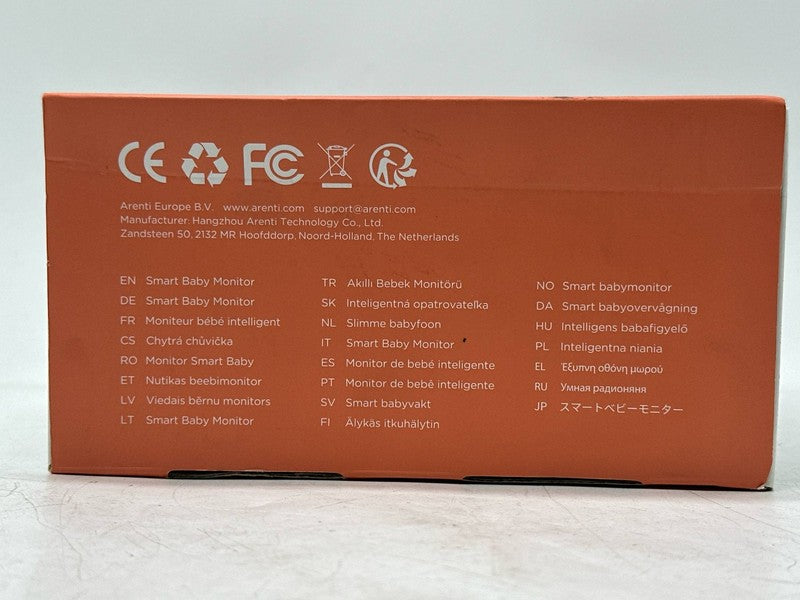 CE FC
Arenti Europe B.V. www.arenti.com support@arenti.com
Manufacturer: Hangzhou Arenti Technology Co., Ltd.
Zandsteen 50, 2132 MR Hoofddorp, Noord-Holland, The Netherlands
EN Smart Baby Monitor
DE Smart Baby Monitor
FR Moniteur bébé intelligent
CS Chytrá chůvička
RO Monitor Smart Baby
ET Nutikas beebimonitor
LV Viedais bērnu monitors
LT Smart Baby Monitor
TR Akıllı Bebek Monitörü
SK Inteligentná opatrovateľka
NL Slimme babyfoon
IT Smart Baby Monitor
ES Monitor de bebé inteligente
PT Monitor de bebê inteligente
SV Smart babyvakt
FI Älykäs itkuhälytin
NO Smart babymonitor
DA Smart babyovervågning
HU Intelligens babafigyelő
PL Inteligentna niania
EL Έξυπνη οθόνη μωρού
RU Умная радионяня
JP スマートベビーモニター